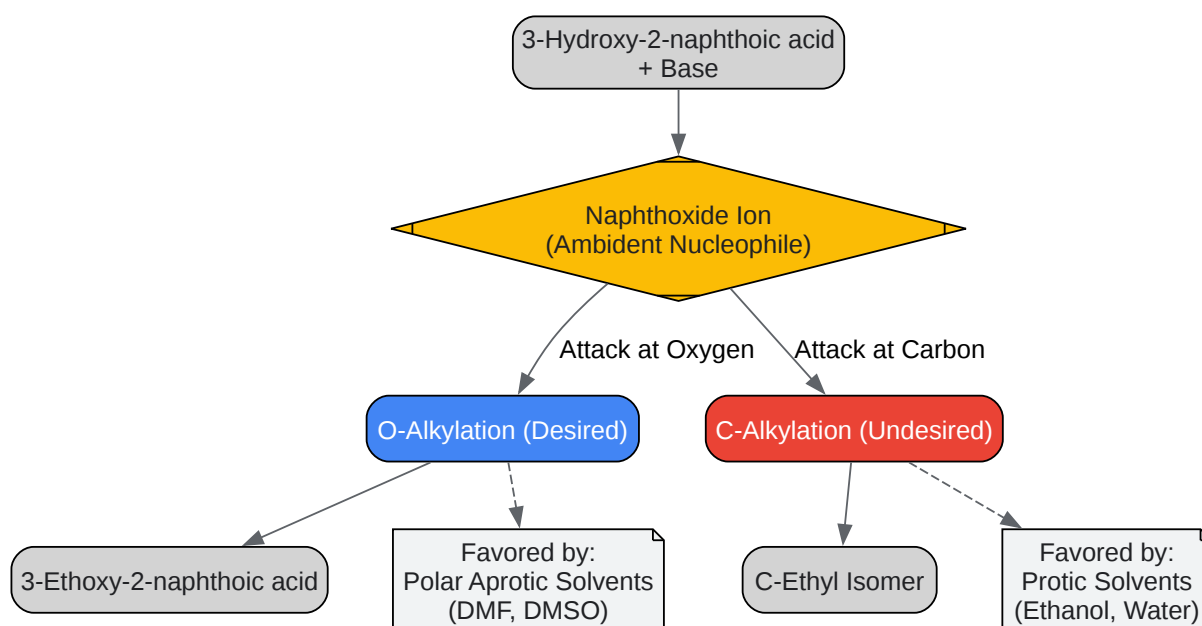 3-Hydroxy-2-naphthoic acid
+ Base
Naphthoxide Ion
(Ambident Nucleophile)
Attack at Oxygen
Attack at Carbon
O-Alkylation (Desired)
C-Alkylation (Undesired)
3-Ethoxy-2-naphthoic acid
Favored by:
Polar Aprotic Solvents
(DMF, DMSO)
C-Ethyl Isomer
Favored by:
Protic Solvents
(Ethanol, Water)